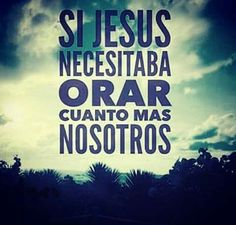 SI JESUS
NECESITABA
ORAR
CUANTO MAS
NOSOTROS